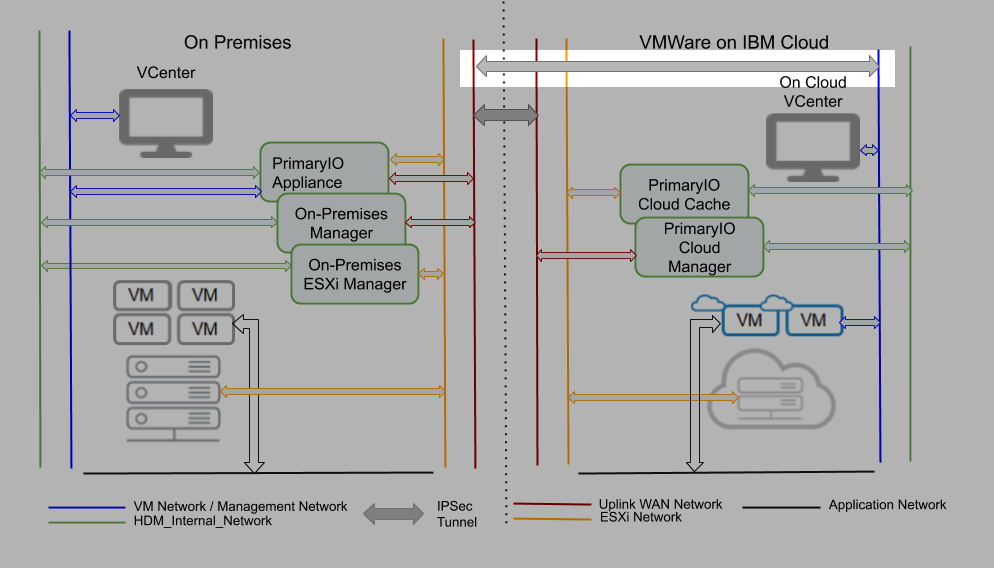 On Premises
VMWare on IBM Cloud
VCenter
On Cloud
VCenter
PrimaryIO
Appliance
On-Premises
Manager
On-Premises
ESXi Manager
PrimaryIO
Cloud Cache
PrimaryIO
Cloud
Manager
VM
VM
VM
VM
VM
VM
VM Network / Management Network
HDM_Internal_Network
IPSec
Tunnel
Uplink WAN Network
ESXi Network
Application Network